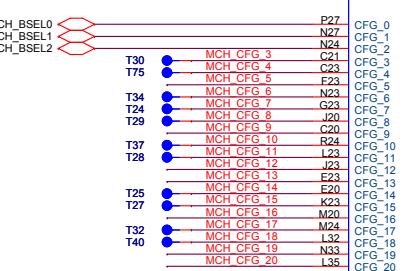 CH_BSEL0 P27 CFG_0
CH_BSEL1 N27 CFG_1
CH_BSEL2 N24 CFG_2
T30 MCH_CFG_3 C21 CFG_3
T75 MCH_CFG_4 C23 CFG_4
MCH_CFG_5 F23 CFG_5
T34 MCH_CFG_6 N23 CFG_6
T24 MCH_CFG_7 G23 CFG_7
T29 MCH_CFG_8 J20 CFG_8
MCH_CFG_9 C20 CFG_9
T37 MCH_CFG_10 R24 CFG_10
T28 MCH_CFG_11 L23 CFG_11
MCH_CFG_12 J23 CFG_12
MCH_CFG_13 E23 CFG_13
T25 MCH_CFG_14 E20 CFG_14
T27 MCH_CFG_15 K23 CFG_15
MCH_CFG_16 M20 CFG_16
T32 MCH_CFG_17 M24 CFG_17
T40 MCH_CFG_18 L32 CFG_18
MCH_CFG_19 N33 CFG_19
MCH_CFG_20 L35 CFG_20